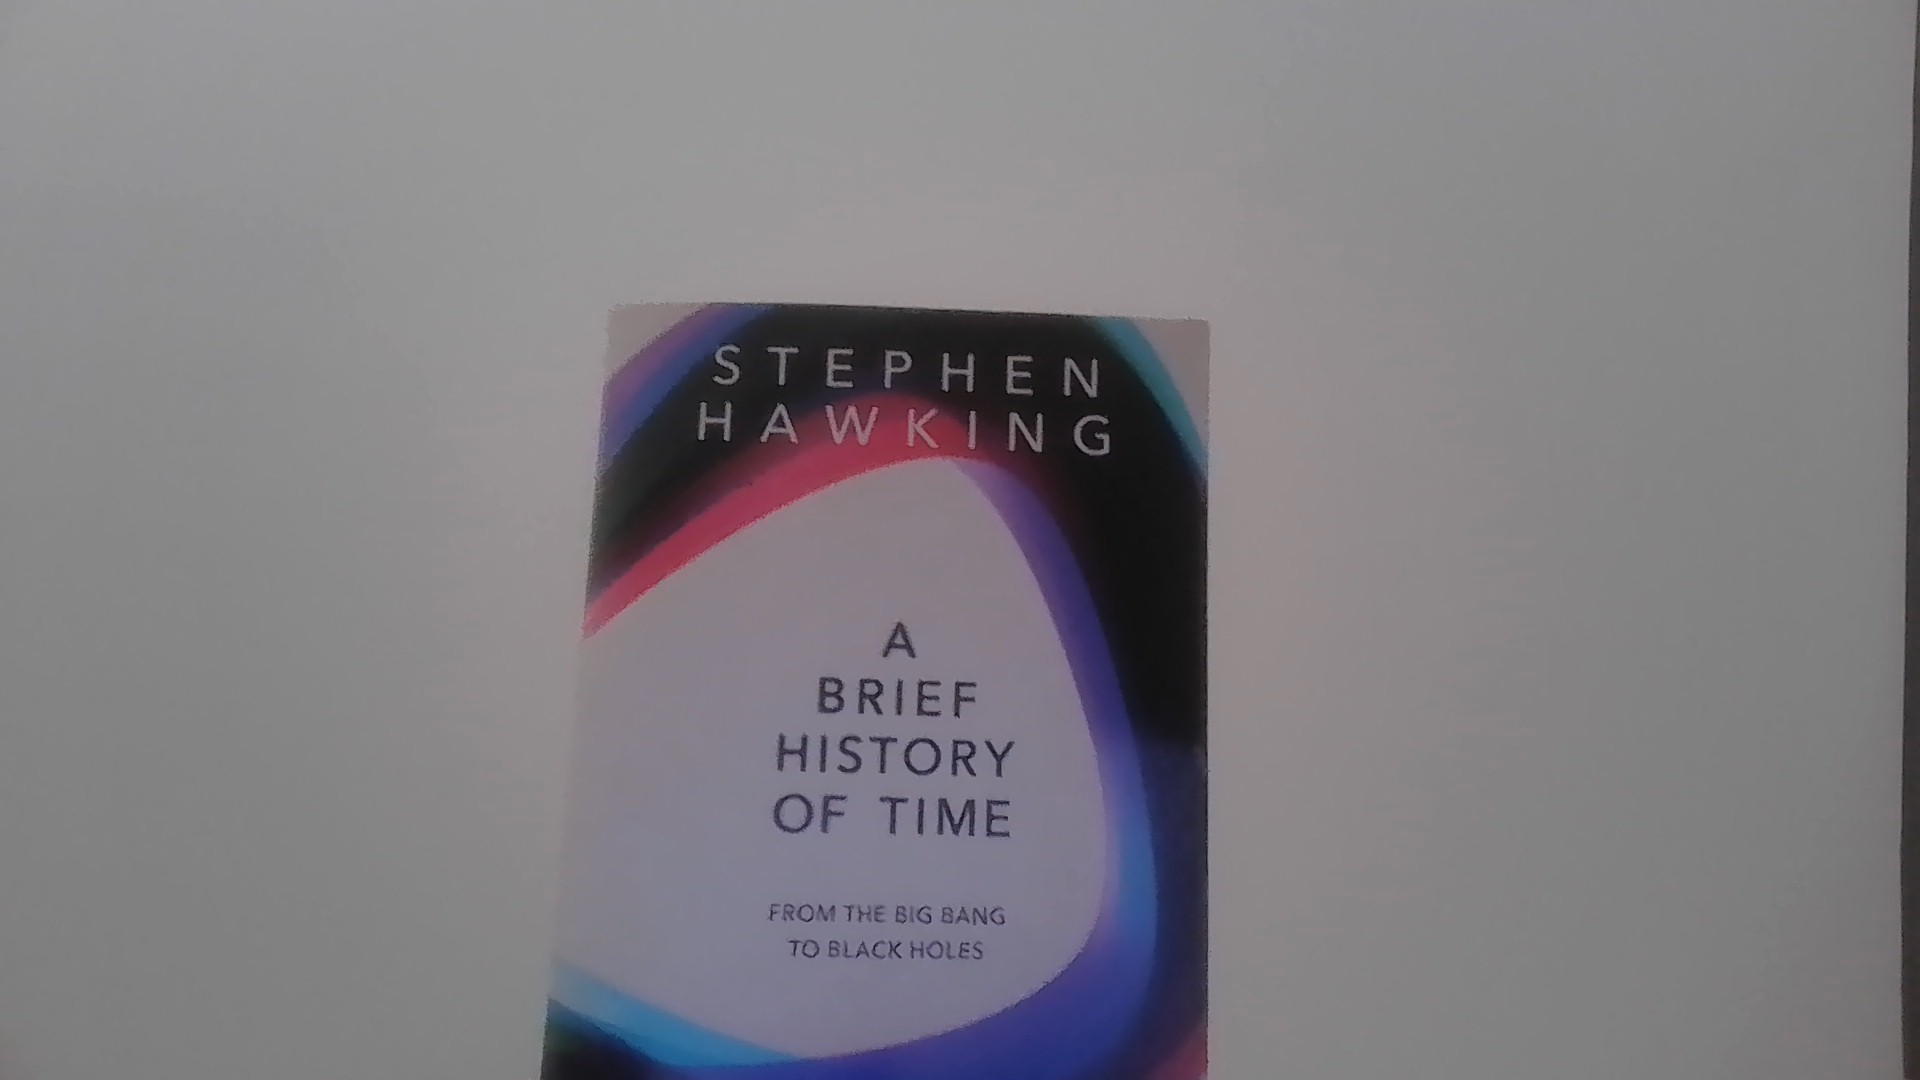 STEPHEN
HAWKING
A
BRIEF
HISTORY
OF TIME
FROM THE BIG BANG
TO BLACK HOLES